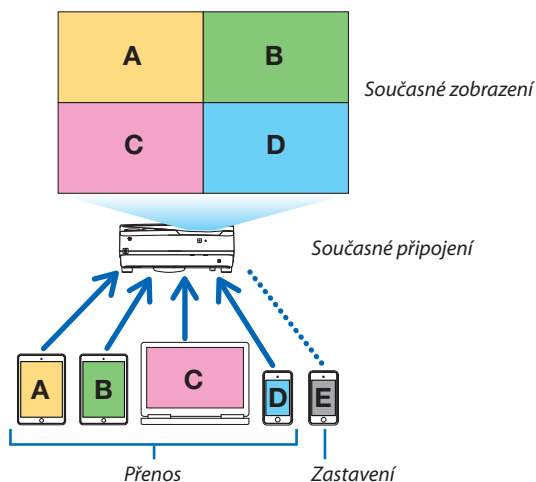 A B
Současné zobrazení
C D
Současné připojení
A B C D E
Přenos Zastavení